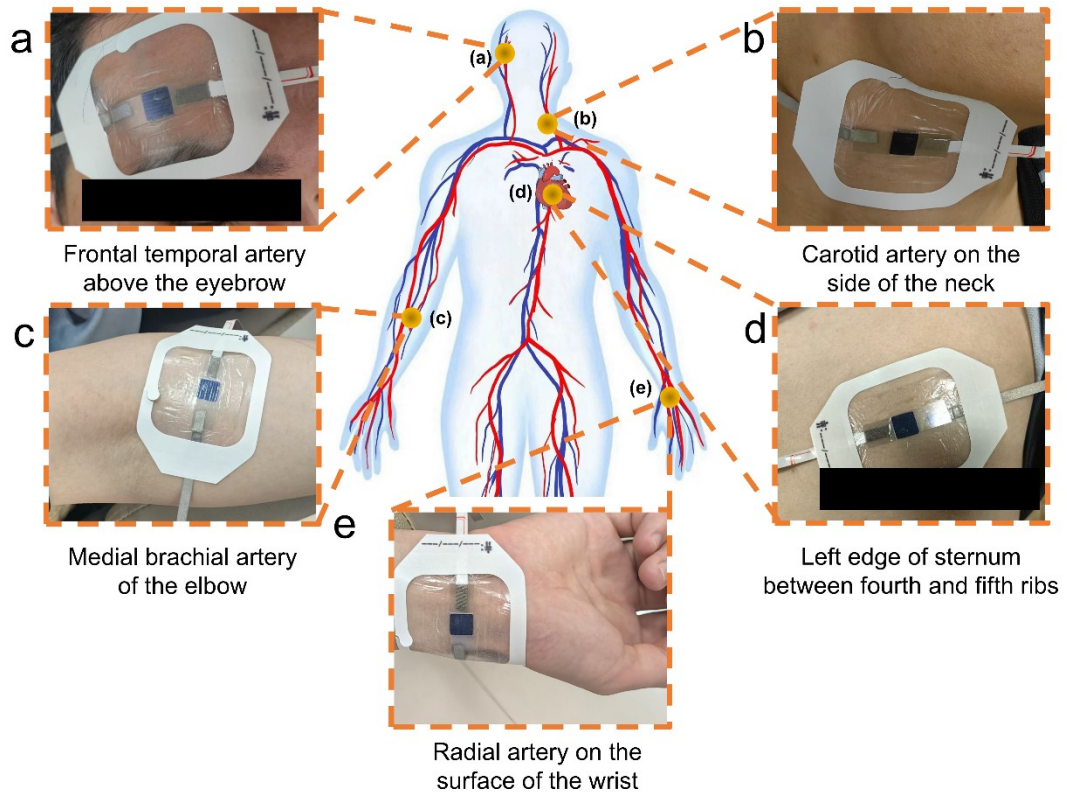 a
b
(a)
(b)
(d)
Frontal temporal artery
above the eyebrow
Carotid artery on the
side of the neck
c
(c)
d
(e)
e
Medial brachial artery
of the elbow
Left edge of sternum
between fourth and fifth ribs
Radial artery on the
surface of the wrist